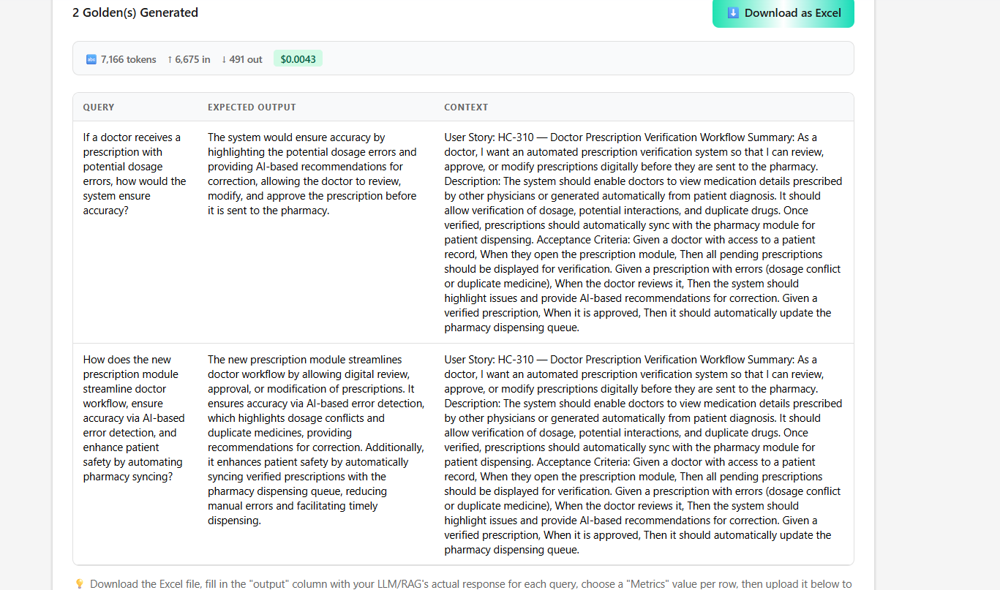 2 Golden(s) Generated
Download as Excel
7,166 tokens ↑ 6,675 in ↓ 491 out $0.0043
QUERY EXPECTED OUTPUT CONTEXT
If a doctor receives a
prescription with
potential dosage
errors, how would the
system ensure
accuracy?
The system would ensure accuracy by
highlighting the potential dosage errors and
providing AI-based recommendations for
correction, allowing the doctor to review,
modify, and approve the prescription before
it is sent to the pharmacy.
User Story: HC-310 — Doctor Prescription Verification Workflow Summary: As a
doctor, I want an automated prescription verification system so that I can review,
approve, or modify prescriptions digitally before they are sent to the pharmacy.
Description: The system should enable doctors to view medication details prescribed
by other physicians or generated automatically from patient diagnosis. It should
allow verification of dosage, potential interactions, and duplicate drugs. Once
verified, prescriptions should automatically sync with the pharmacy module for
patient dispensing. Acceptance Criteria: Given a doctor with access to a patient
record, When they open the prescription module, Then all pending prescriptions
should be displayed for verification. Given a prescription with errors (dosage conflict
or duplicate medicine), When the doctor reviews it, Then the system should
highlight issues and provide AI-based recommendations for correction. Given a
verified prescription, When it is approved, Then it should automatically update the
pharmacy dispensing queue.
How does the new
prescription module
streamline doctor
workflow, ensure
accuracy via AI-based
error detection, and
enhance patient
safety by automating
pharmacy syncing?
The new prescription module streamlines
doctor workflow by allowing digital review,
approval, or modification of prescriptions. It
ensures accuracy via AI-based error detection,
which highlights dosage conflicts and
duplicate medicines, providing
recommendations for correction. Additionally,
it enhances patient safety by automatically
syncing verified prescriptions with the
pharmacy dispensing queue, reducing
manual errors and facilitating timely
dispensing.
User Story: HC-310 — Doctor Prescription Verification Workflow Summary: As a
doctor, I want an automated prescription verification system so that I can review,
approve, or modify prescriptions digitally before they are sent to the pharmacy.
Description: The system should enable doctors to view medication details prescribed
by other physicians or generated automatically from patient diagnosis. It should
allow verification of dosage, potential interactions, and duplicate drugs. Once
verified, prescriptions should automatically sync with the pharmacy module for
patient dispensing. Acceptance Criteria: Given a doctor with access to a patient
record, When they open the prescription module, Then all pending prescriptions
should be displayed for verification. Given a prescription with errors (dosage conflict
or duplicate medicine), When the doctor reviews it, Then the system should
highlight issues and provide AI-based recommendations for correction. Given a
verified prescription, When it is approved, Then it should automatically update the
pharmacy dispensing queue.
Download the Excel file, fill in the "output" column with your LLM/RAG's actual response for each query, choose a "Metrics" value per row, then upload it below to